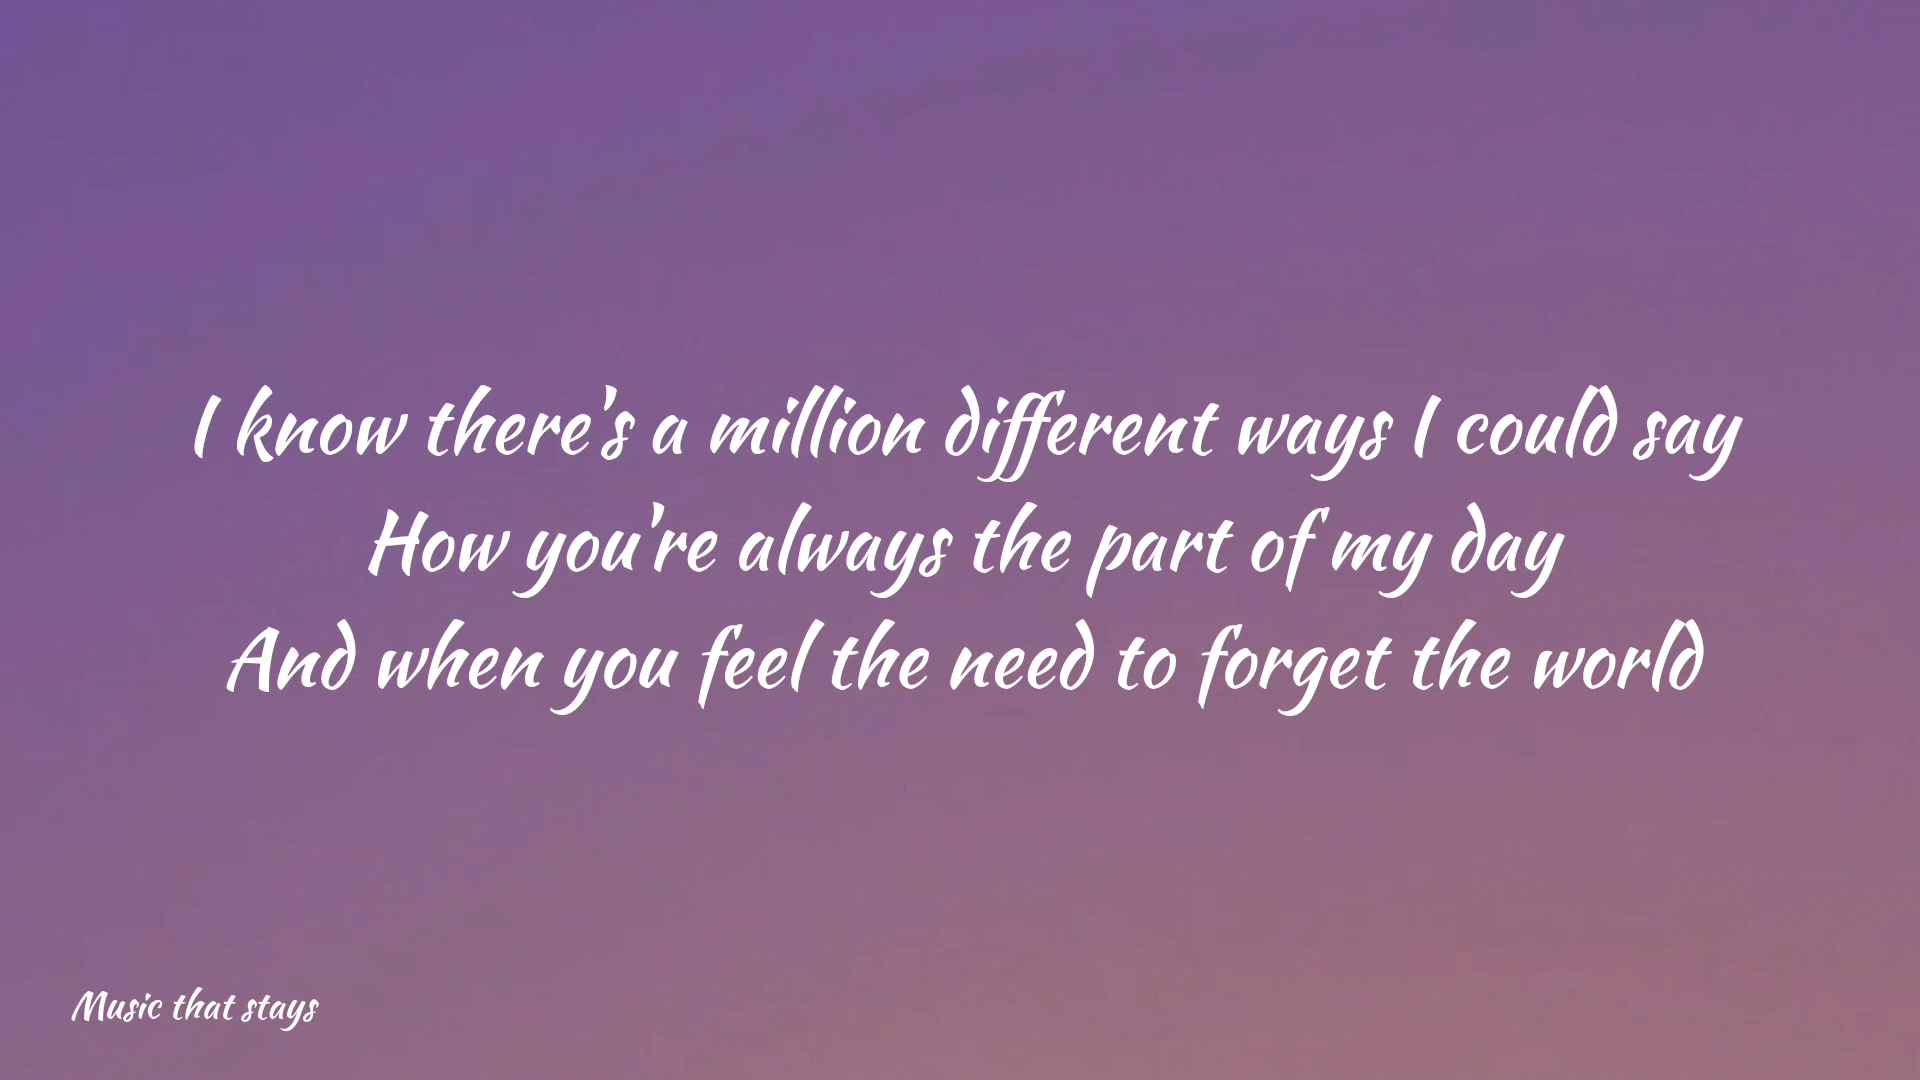 I know there's a million different ways I could say
How you're always the part of my day
And when you feel the need to forget the world
Music that stays